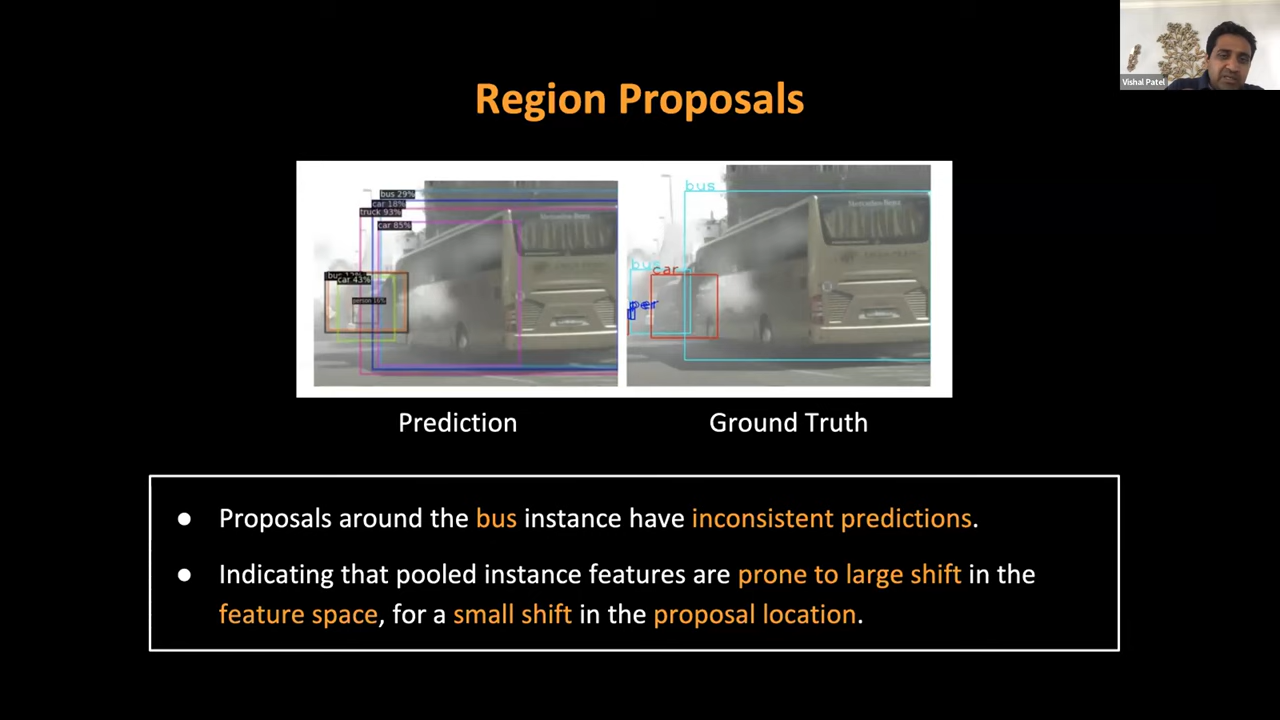 Vishal Patel
Region Proposals
bus 29%
car 18%
truck 93%
car 85%
car 43%
bus
bus
car
per
Prediction
Ground Truth
● Proposals around the bus instance have inconsistent predictions.
● Indicating that pooled instance features are prone to large shift in the
feature space, for a small shift in the proposal location.